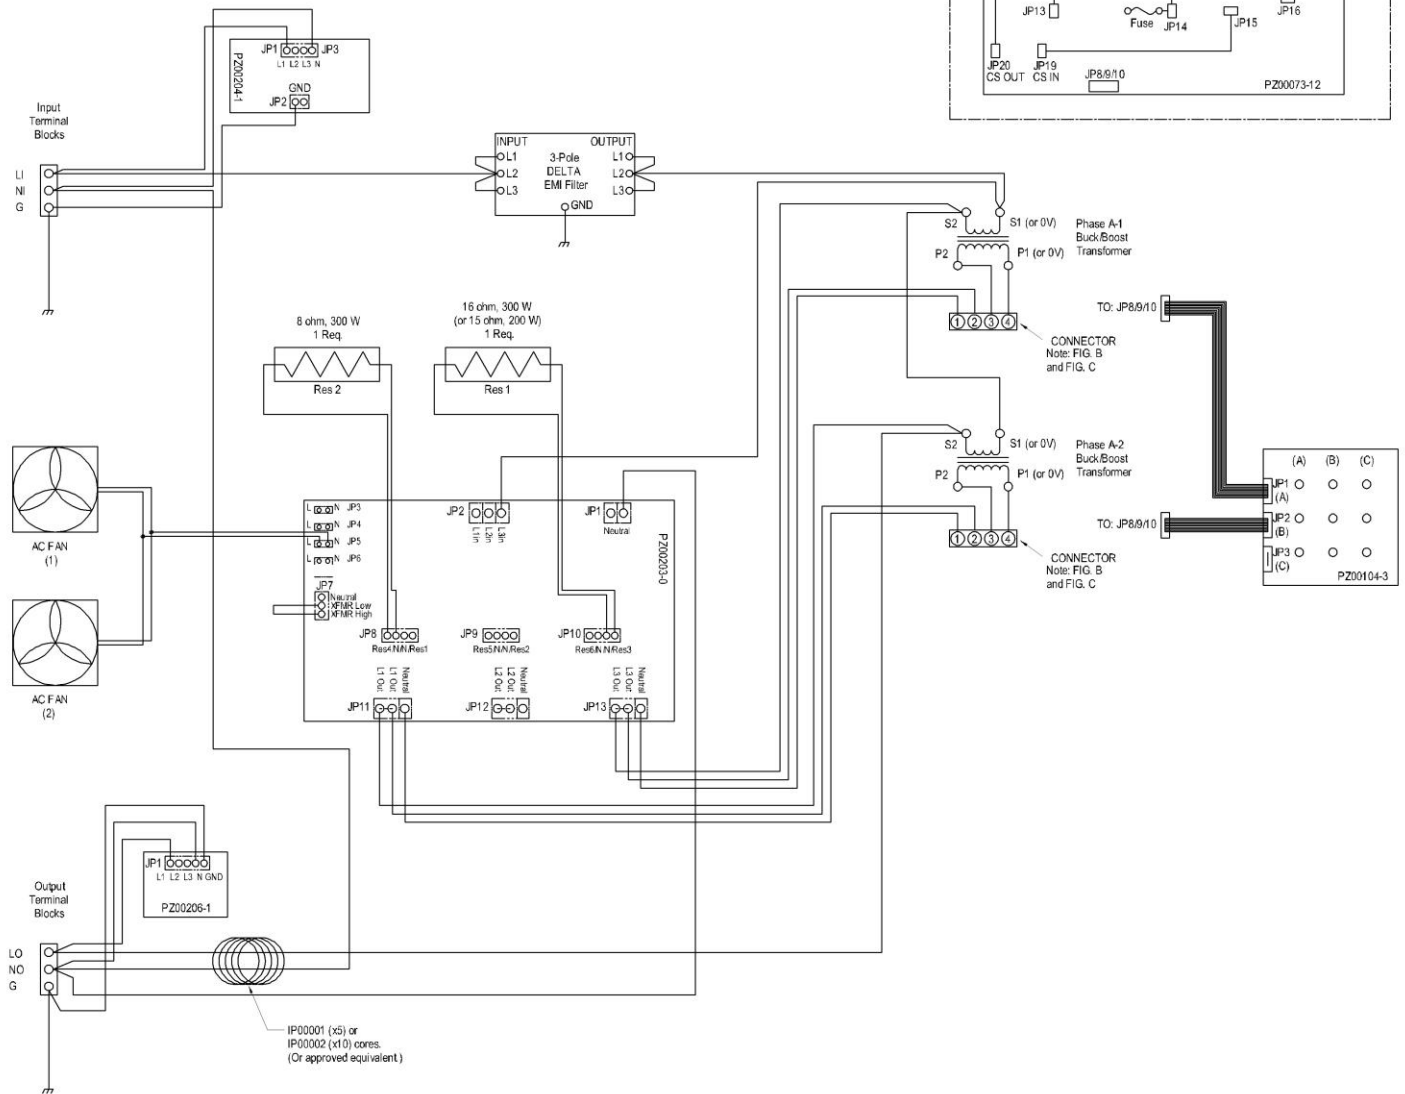 JP13
Fuse
JP14
JP15
JP16
JP20
CS OUT
JP19
CS IN
JP8/9/10
PZ00073-12
PZ00204-1
JP1
JP3
L1 L2 L3 N
GND
JP2
Input
Terminal
Blocks
LI
NI
G
INPUT
OUTPUT
L1
L2
L3
3-Pole
DELTA
EMI Filter
L1
L2
L3
GND
S2
S1 (or 0V)
P2
P1 (or 0V)
Phase A-1
Buck/Boost
Transformer
1 2 3 4
CONNECTOR
Note: FIG. B
and FIG. C
TO: JP8/9/10
8 ohm, 300 W
1 Req.
Res 2
16 ohm, 300 W
(or 15 ohm, 200 W)
1 Req.
Res 1
S2
S1 (or 0V)
P2
P1 (or 0V)
Phase A-2
Buck/Boost
Transformer
1 2 3 4
CONNECTOR
Note: FIG. B
and FIG. C
TO: JP8/9/10
(A) (B) (C)
JP1
(A)
JP2
(B)
JP3
(C)
PZ00104-3
AC FAN
(1)
AC FAN
(2)
L N JP3
L N JP4
L N JP5
L N JP6
JP7
Neutral
XFMR Low
XFMR High
JP2
L1in
L2in
L3in
JP1
Neutral
PZ00203-0
JP8
Res4/N/N/Res1
JP9
Res5/N/N/Res2
JP10
Res6/N/N/Res3
L1 Out
L1 Out
Neutral
JP11
L2 Out
L2 Out
Neutral
JP12
L3 Out
L3 Out
Neutral
JP13
JP1
L1 L2 L3 N GND
PZ00206-1
Output
Terminal
Blocks
LO
NO
G
IP00001 (x5) or
IP00002 (x10) cores.
(Or approved equivalent.)